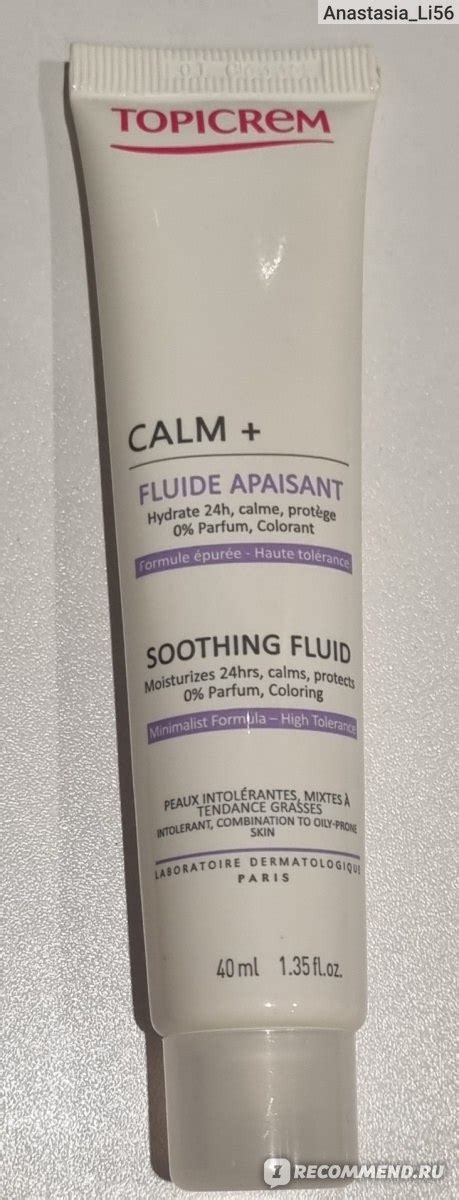 Anastasia_Li56
TOPICREM
CALM +
FLUIDE APAISANT
Hydrate 24h, calme, protège
0% Parfum, Colorant
Formule épurée - Haute tolérance
SOOTHING FLUID
Moisturizes 24hrs, calms, protects
0% Parfum, Coloring
Minimalist Formula – High Tolerance
PEAUX INTOLÉRANTES, MIXTES À
TENDANCE GRASSES
INTOLERANT, COMBINATION TO OILY-PRONE
SKIN
LABORATOIRE DERMATOLOGIQUE
PARIS
40 ml 1.35 fl.oz.
IRECOMMEND.RU